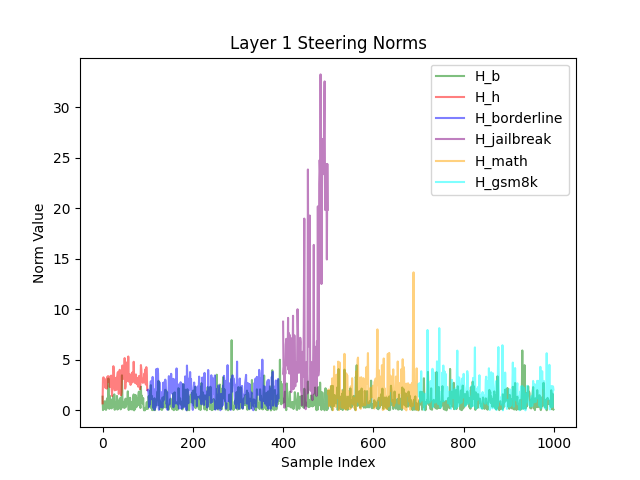 Layer 1 Steering Norms
H_b
H_h
H_borderline
H_jailbreak
H_math
H_gsm8k
Norm Value
30
25
20
15
10
5
0
0 200 400 600 800 1000
Sample Index